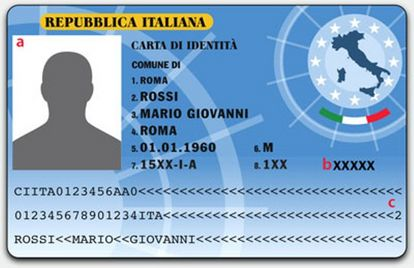 REPUBBLICA ITALIANA
a
CARTA DI IDENTITÀ
COMUNE DI
1. ROMA
2. ROSSI
3. MARIO GIOVANNI
4. ROMA
5. 01.01.1960 6. M
7. 15XX-I-A 8. 1XX b XXXXX
CIITA0123456AA0<<<<<<<<<<<<<<<<<<<<<<<<<<<
c
012345678901234ITA<<<<<<<<<<<<<<<<<<<<<<<2
ROSSI<<MARIO<<GIOVANNI<<<<<<<<<<<<<<<<<<<<